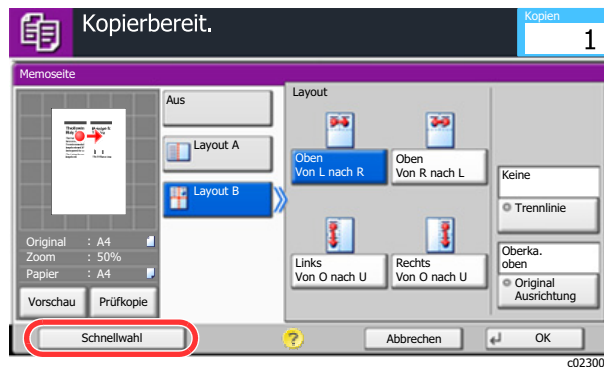 Kopierbereit.
Kopien
1
Memoseite
Aus
Layout A
Layout B
Original : A4
Zoom : 50%
Papier : A4
Vorschau
Prüfkopie
Layout
Oben
Von L nach R
Oben
Von R nach L
Links
Von O nach U
Rechts
Von O nach U
Keine
Trennlinie
Oberka.
oben
Original
Ausrichtung
Schnellwahl
?
Abbrechen
OK
c02300